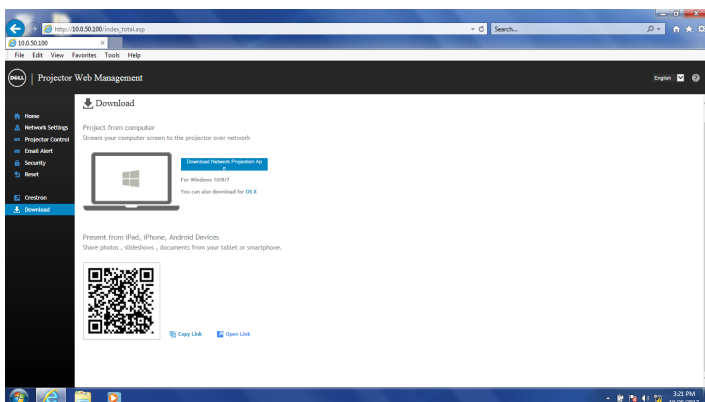 http://10.0.50.100/index_total.asp
Search...
10.0.50.100
File Edit View Favorites Tools Help
DELL
Projector Web Management
English
Download
Home
Network Settings
Projector Control
Email Alert
Security
Reset
Crestron
Download
Project from computer
Stream your computer screen to the projector over network
Download Network Projection Ap
p
For Windows 10/8/7
You can also download for OS X
Present from iPad, iPhone, Android Devices
Share photos , slideshows , documents from your tablet or smartphone.
Copy Link
Open Link
3:21 PM